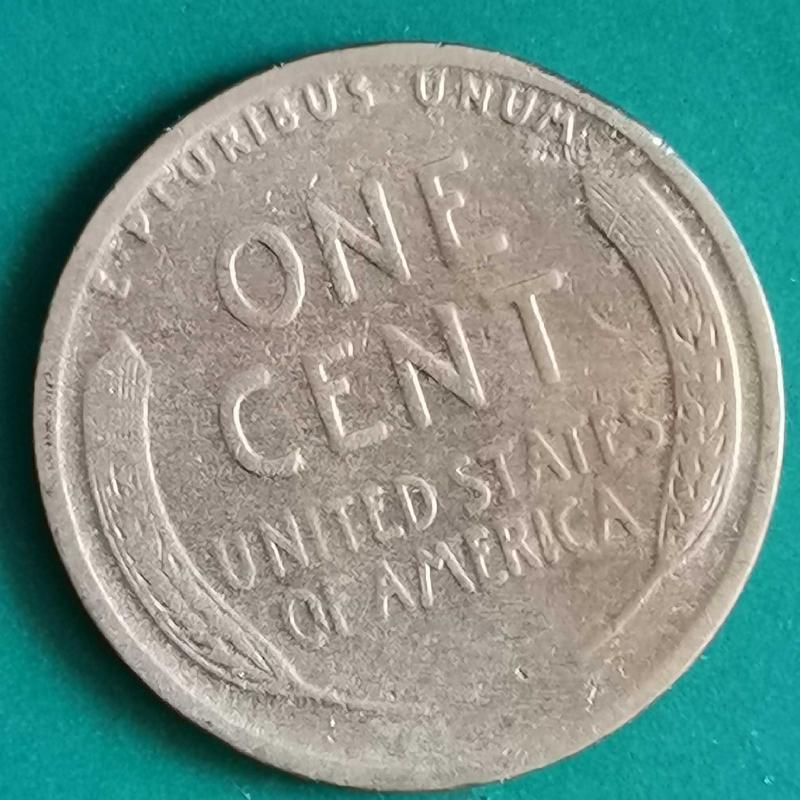 E·PLURIBUS UNUM
ONE
CENT
UNITED STATES
OF AMERICA